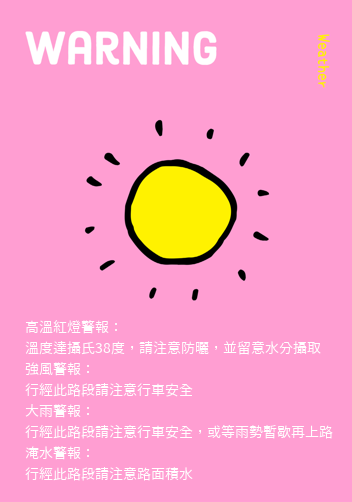 WARNING
Weather
高溫紅燈警報：
溫度達攝氏38度，請注意防曬，並留意水分攝取
強風警報：
行經此路段請注意行車安全
大雨警報：
行經此路段請注意行車安全，或等雨勢暫歇再上路
淹水警報：
行經此路段請注意路面積水